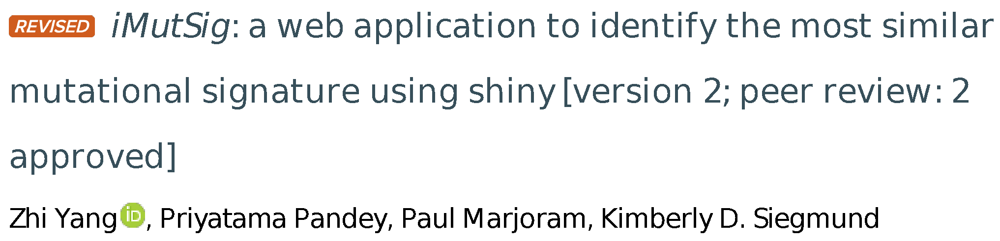 REVISED iMutSig: a web application to identify the most similar
mutational signature using shiny [version 2; peer review: 2
approved]
Zhi Yang iD, Priyatama Pandey, Paul Marjoram, Kimberly D. Siegmund